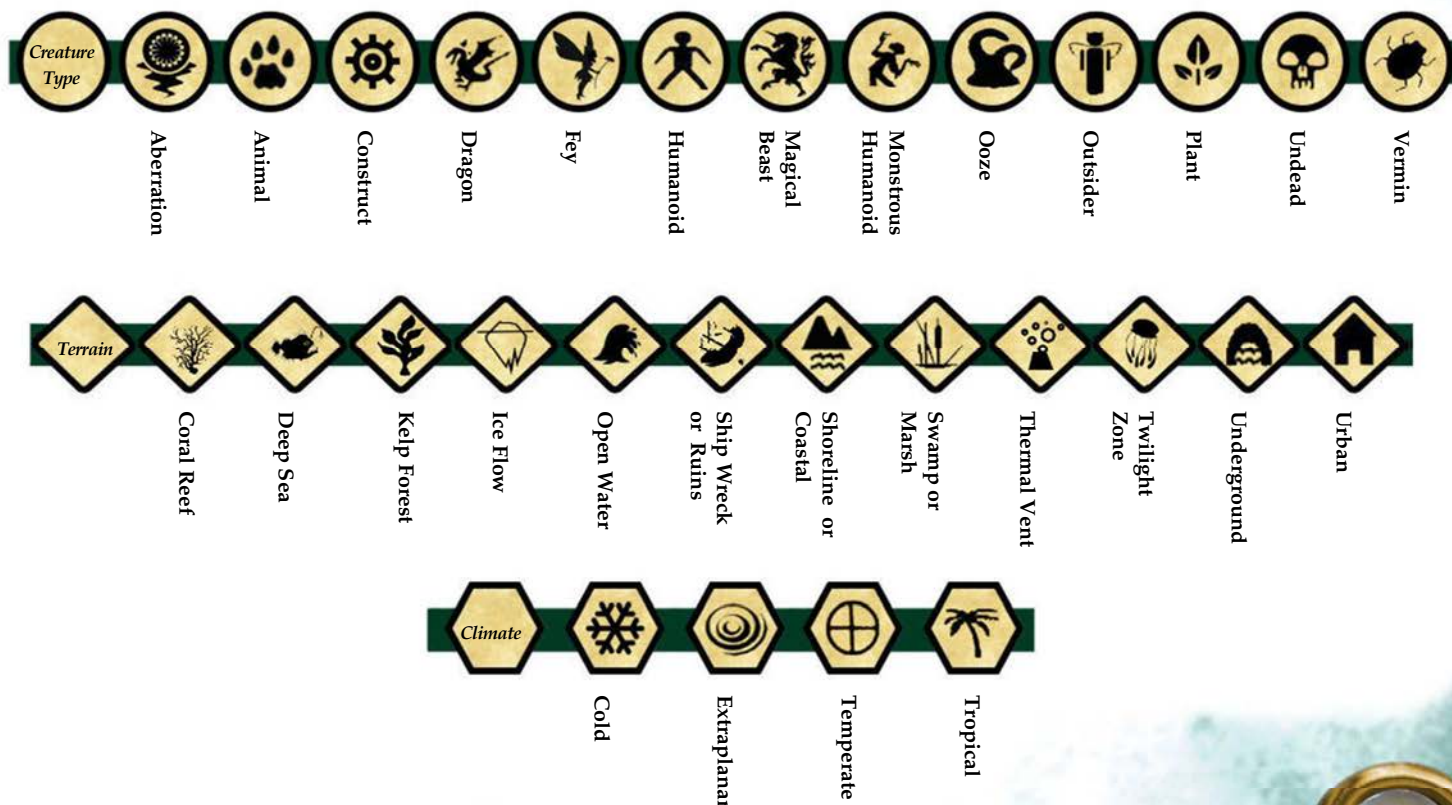 Creature
Type
Aberration
Animal
Construct
Dragon
Fey
Humanoid
Magical
Beast
Monstrous
Humanoid
Ooze
Outsider
Plant
Undead
Vermin
Terrain
Coral Reef
Deep Sea
Kelp Forest
Ice Flow
Open Water
Ship Wreck
or Ruins
Shoreline or
Coastal
Swamp or
Marsh
Thermal Vent
Twilight
Zone
Underground
Urban
Climate
Cold
Extraplanar
Temperate
Tropical